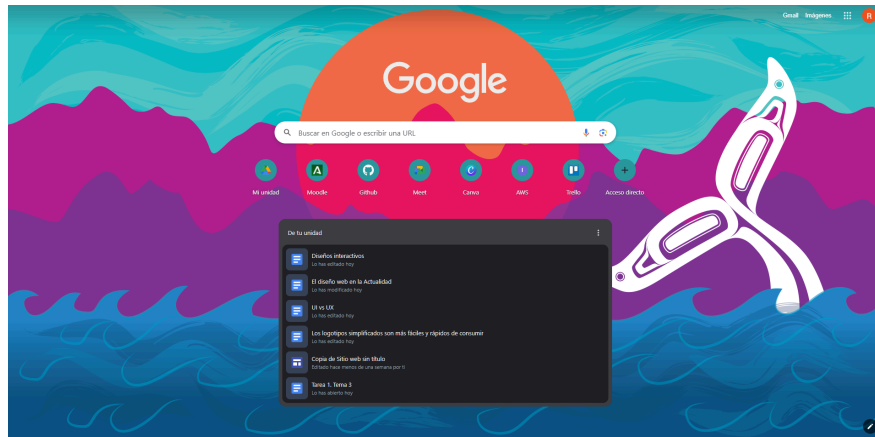 Gmail Imágenes
R
Google
Buscar en Google o escribir una URL
Mi unidad Moodle Github Meet Canva AWS Trello Acceso directo
De tu unidad
Diseños interactivos
Lo has editado hoy
El diseño web en la Actualidad
Lo has modificado hoy
UI vs UX
Lo has editado hoy
Los logotipos simplificados son más fáciles y rápidos de consumir
Lo has editado hoy
Copia de Sitio web sin título
Editado hace menos de una semana por ti
Tarea 1. Tema 3
Lo has abierto hoy